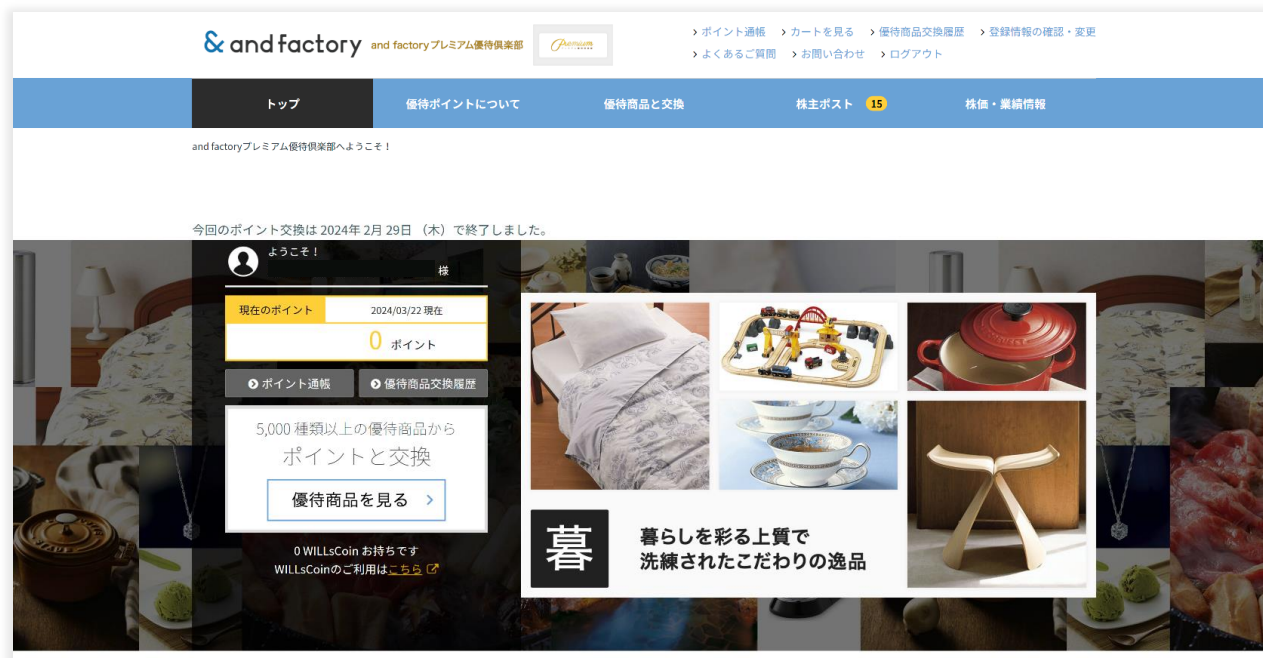 & and factory and factoryプレミアム優待倶楽部 Premium
ポイント通帳 カートを見る 優待商品交換履歴 登録情報の確認・変更
よくあるご質問 お問い合わせ ログアウト
トップ 優待ポイントについて 優待商品と交換 株主ポスト 15 株価・業績情報
and factoryプレミアム優待倶楽部へようこそ！
今回のポイント交換は 2024年 2月 29日 （木）で終了しました。
ようこそ！
様
現在のポイント 2024/03/22 現在
0 ポイント
ポイント通帳 優待商品交換履歴
5,000 種類以上の優待商品から
ポイントと交換
優待商品を見る
0 WILLsCoin お持ちです
WILLsCoinのご利用はこちら
暮
暮らしを彩る上質で
洗練されたこだわりの逸品